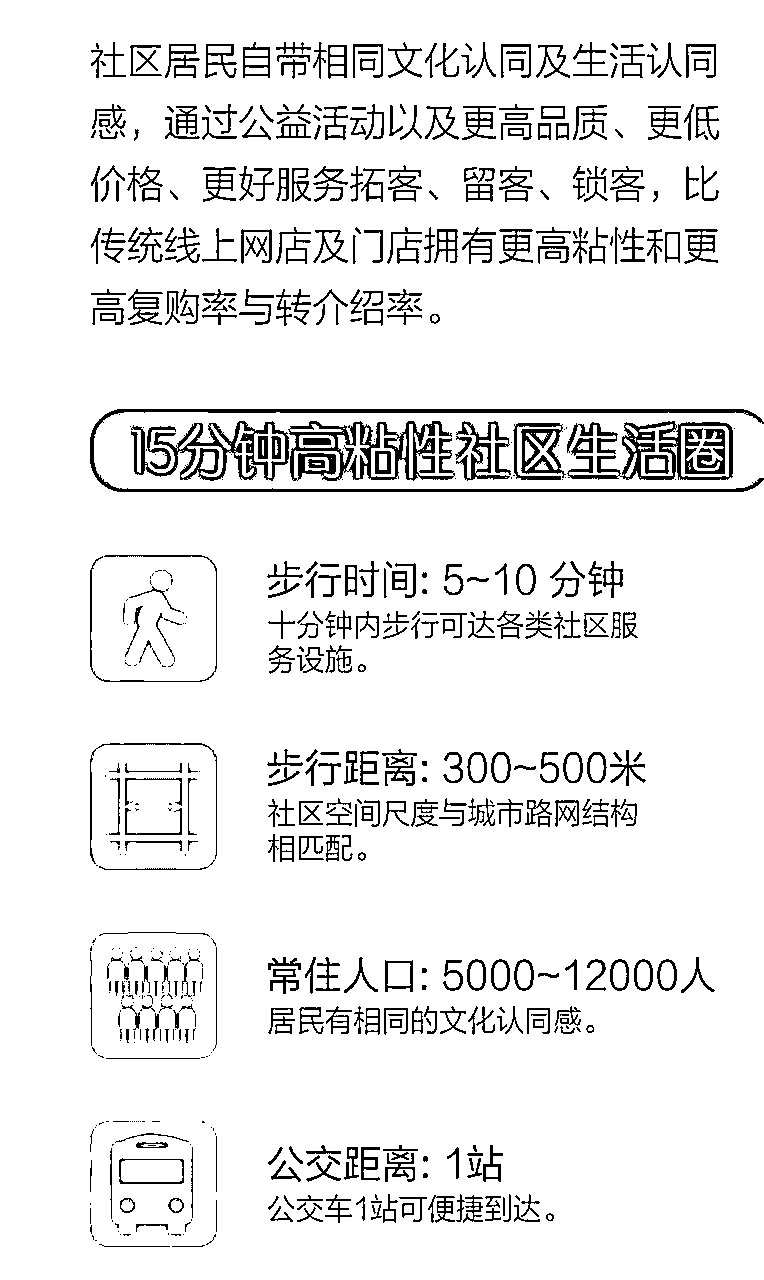 社区居民自带相同文化认同及生活认同
感，通过公益活动以及更高品质、更低
价格、更好服务拓客、留客、锁客，比
传统线上网店及门店拥有更高粘性和更
高复购率与转介绍率。
15分钟高粘性社区生活圈
步行时间: 5~10 分钟
十分钟内步行可达各类社区服
务设施。
步行距离: 300~500米
社区空间尺度与城市路网结构
相匹配。
常住人口: 5000~12000人
居民有相同的文化认同感。
公交距离: 1站
公交车1站可便捷到达。